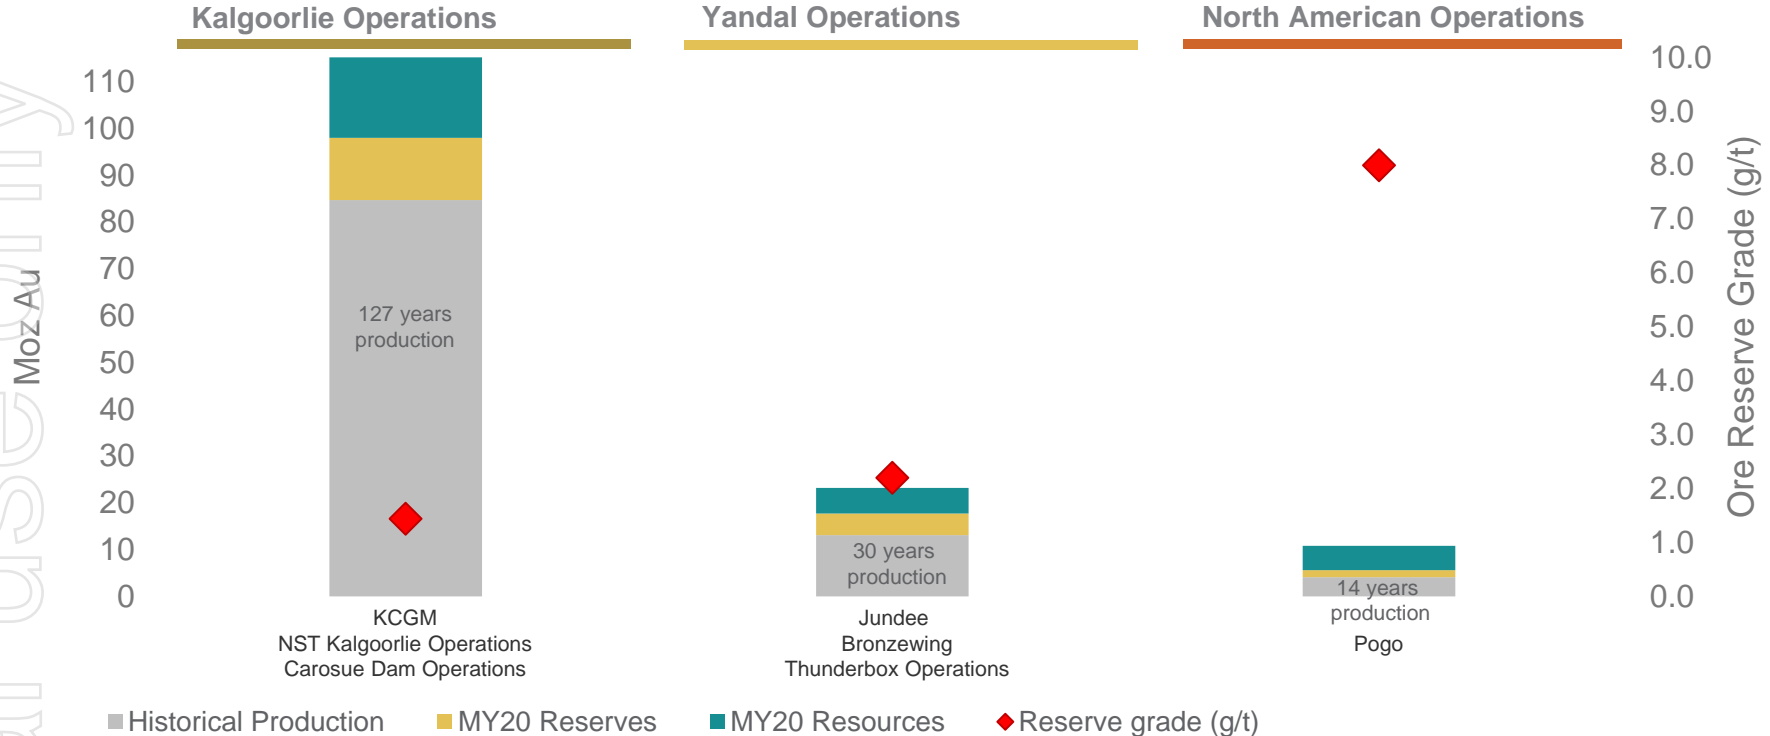 Kalgoorlie Operations
Yandal Operations
North American Operations
Moz Au
110
100
90
80
70
60
50
40
30
20
10
0
127 years
production
30 years
production
14 years
production
10.0
9.0
8.0
7.0
6.0
5.0
4.0
3.0
2.0
1.0
0.0
Ore Reserve Grade (g/t)
KCGM
NST Kalgoorlie Operations
Carosue Dam Operations
Jundee
Bronzewing
Thunderbox Operations
Pogo
Historical Production
MY20 Reserves
MY20 Resources
Reserve grade (g/t)